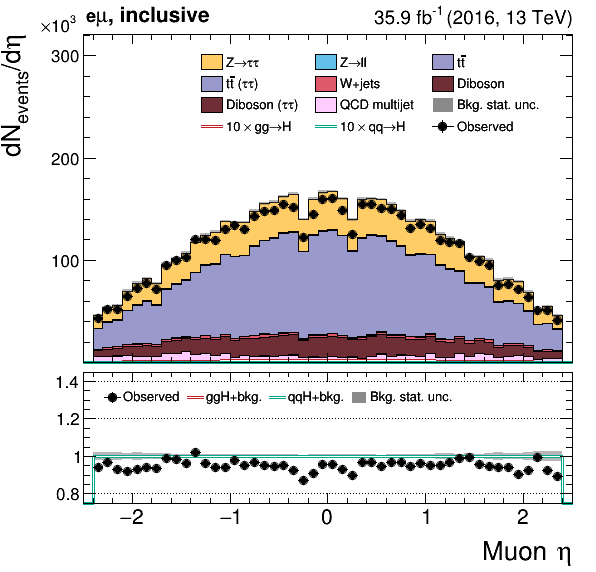 ×10³ eμ, inclusive 35.9 fb⁻¹ (2016, 13 TeV)
dN_events/dη
Z→ττ Z→ll tt̄
tt̄ (ττ) W+jets Diboson
Diboson (ττ) QCD multijet Bkg. stat. unc.
10 × gg→H 10 × qq→H Observed
300
200
100
1.4
Observed ggH+bkg. qqH+bkg. Bkg. stat. unc.
1.2
1
0.8
−2 −1 0 1 2
Muon η